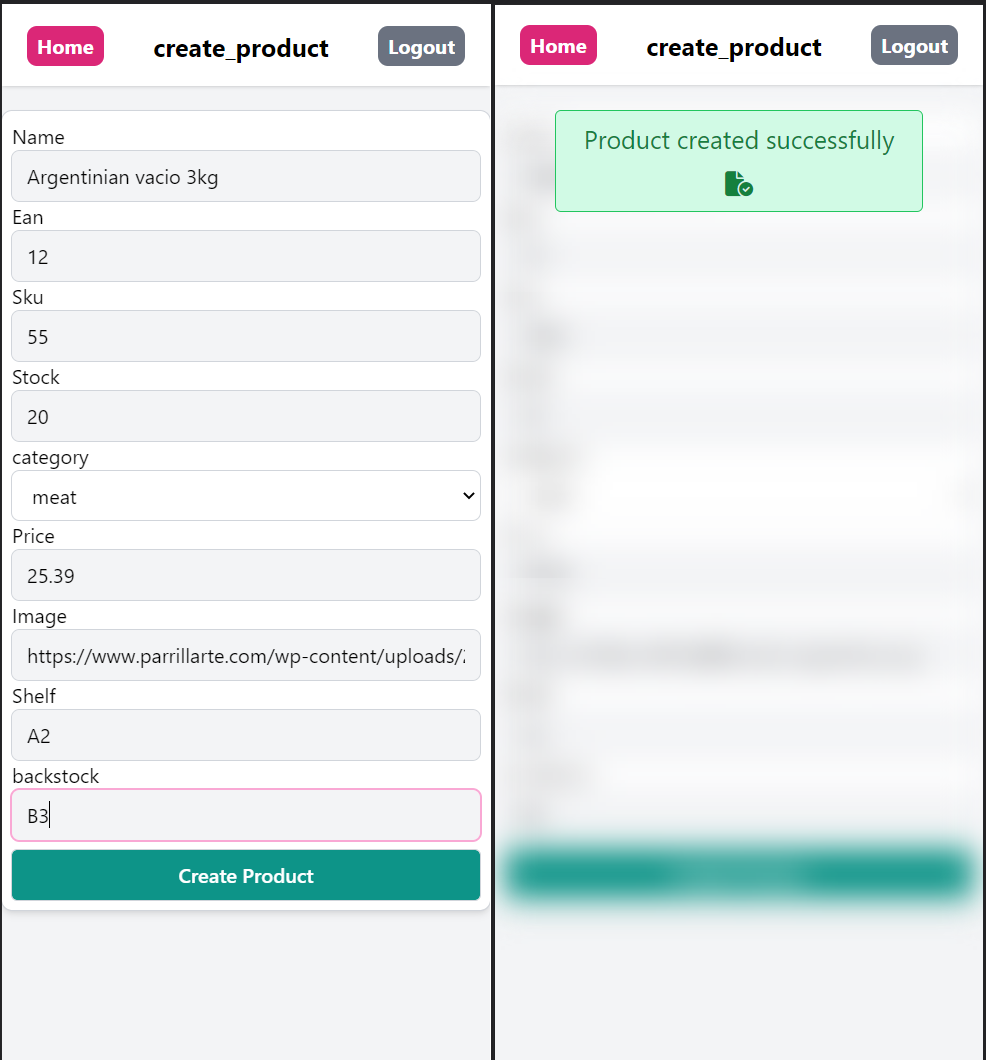 Home
create_product
Logout
Name
Argentinian vacio 3kg
Ean
12
Sku
55
Stock
20
category
meat
Price
25.39
Image
https://www.parrillarte.com/wp-content/uploads/
Shelf
A2
backstock
B3
Create Product
Home
create_product
Logout
Product created successfully